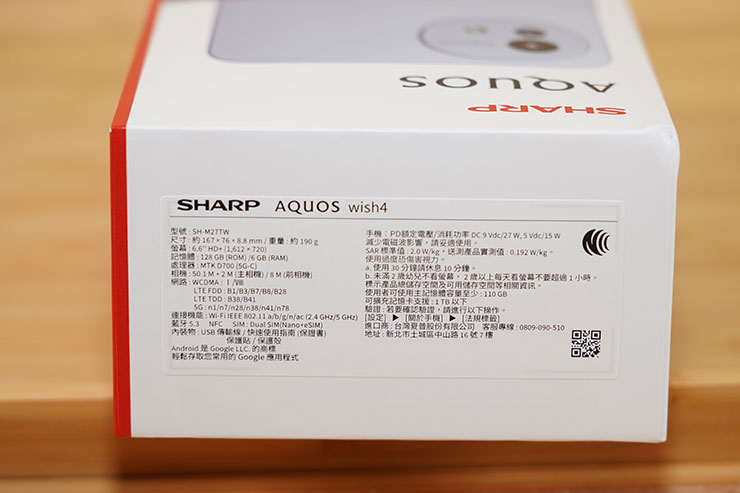 AQUOS
SHARP
SHARP AQUOS wish4
型號 : SH-M27TW
尺寸 : 約 167 × 76 × 8.8 mm / 重量 : 約 190 g
螢幕 : 6.6" HD+ (1,612 × 720)
記憶體 : 128 GB (ROM) /6 GB (RAM)
處理器 : MTK D700 (5G-C)
相機 : 50.1 M + 2 M (主相機) / 8 M (前相機)
網路 : WCDMA : I / VIII
LTE FDD : B1/B3/B7/B8/B28
LTE TDD : B38/B41
5G : n1/n7/n28/n38/n41/n78
連接機能 : Wi-Fi IEEE 802.11 a/b/g/n/ac (2.4 GHz/5 GHz)
藍牙 5.3 NFC SIM : Dual SIM(Nano+eSIM)
內裝物 : USB 傳輸線 / 快速使用指南 (保證書)
保護貼 / 保護殼
Android 是 Google LLC. 的商標
輕鬆存取您常用的 Google 應用程式
手機 : PD額定電壓/消耗功率 DC 9 Vdc/27 W, 5 Vdc/15 W
減少電磁波影響，請妥適使用。
SAR 標準值 : 2.0 W/kg，送測產品實測值 : 0.192 W/kg。
使用過度恐傷害視力。
a. 使用 30 分鐘請休息 10 分鐘。
b. 未滿 2 歲幼兒不看螢幕，2 歲以上每天看螢幕不要超過 1 小時。
標示產品總儲存空間及可用儲存空間等相關資訊。
使用者可使用主記憶體容量 : 110 GB
可擴充記憶卡支援 : 1 TB以下
驗證 : 若要確認驗證，請進行以下操作。
[設定] ▶ [關於手機] ▶ [法規標籤]
進口商 : 台灣夏普股份有限公司 客服專線 : 0809-090-510
地址 : 新北市土城區中山路 16 號 7 樓